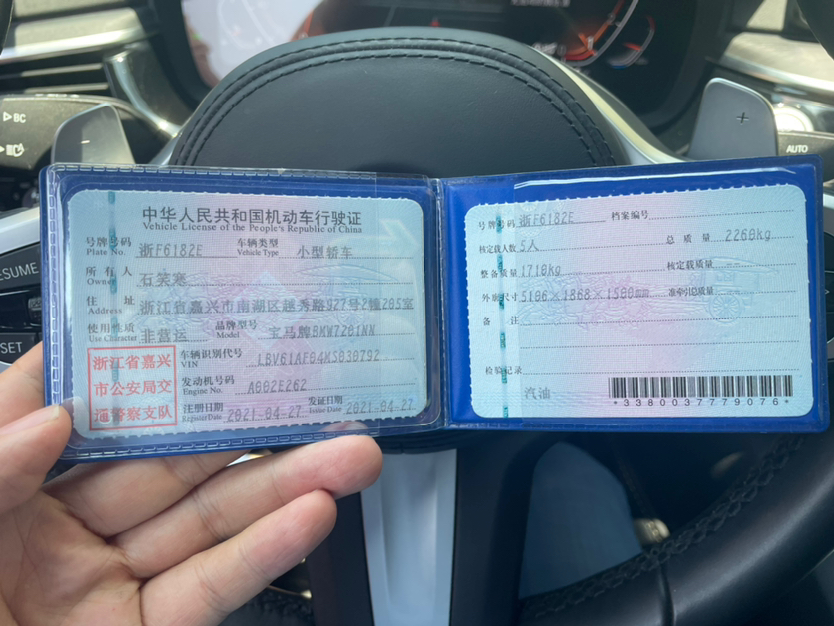 中华人民共和国机动车行驶证
Vehicle License of the People's Republic of China
号牌号码 浙F6182E 车辆类型 小型轿车
Plate No. Vehicle Type
所有人 石笑寒
Owner
住址 浙江省嘉兴市南湖区越秀路927号2幢205室
Address
使用性质 非营运 品牌型号 宝马牌BMW7201NN
Use Character Model
浙江省嘉兴
市公安局交
通警察支队
车辆识别代号 LBV61AF04KS830792
VIN
发动机号码 A002E262
Engine No.
注册日期 2021-04-27 发证日期 2021-04-27
Register Date Issue Date
号牌号码 浙F6182E 档案编号
核定载人数 5人 总质量 2260kg
整备质量 1710kg 核定载质量 --
外廓尺寸 5106×1868×1500mm 准牵引总质量 --
备注
检验记录
汽油
*3380037779076*
BC
RESUME
SET
+
AUTO